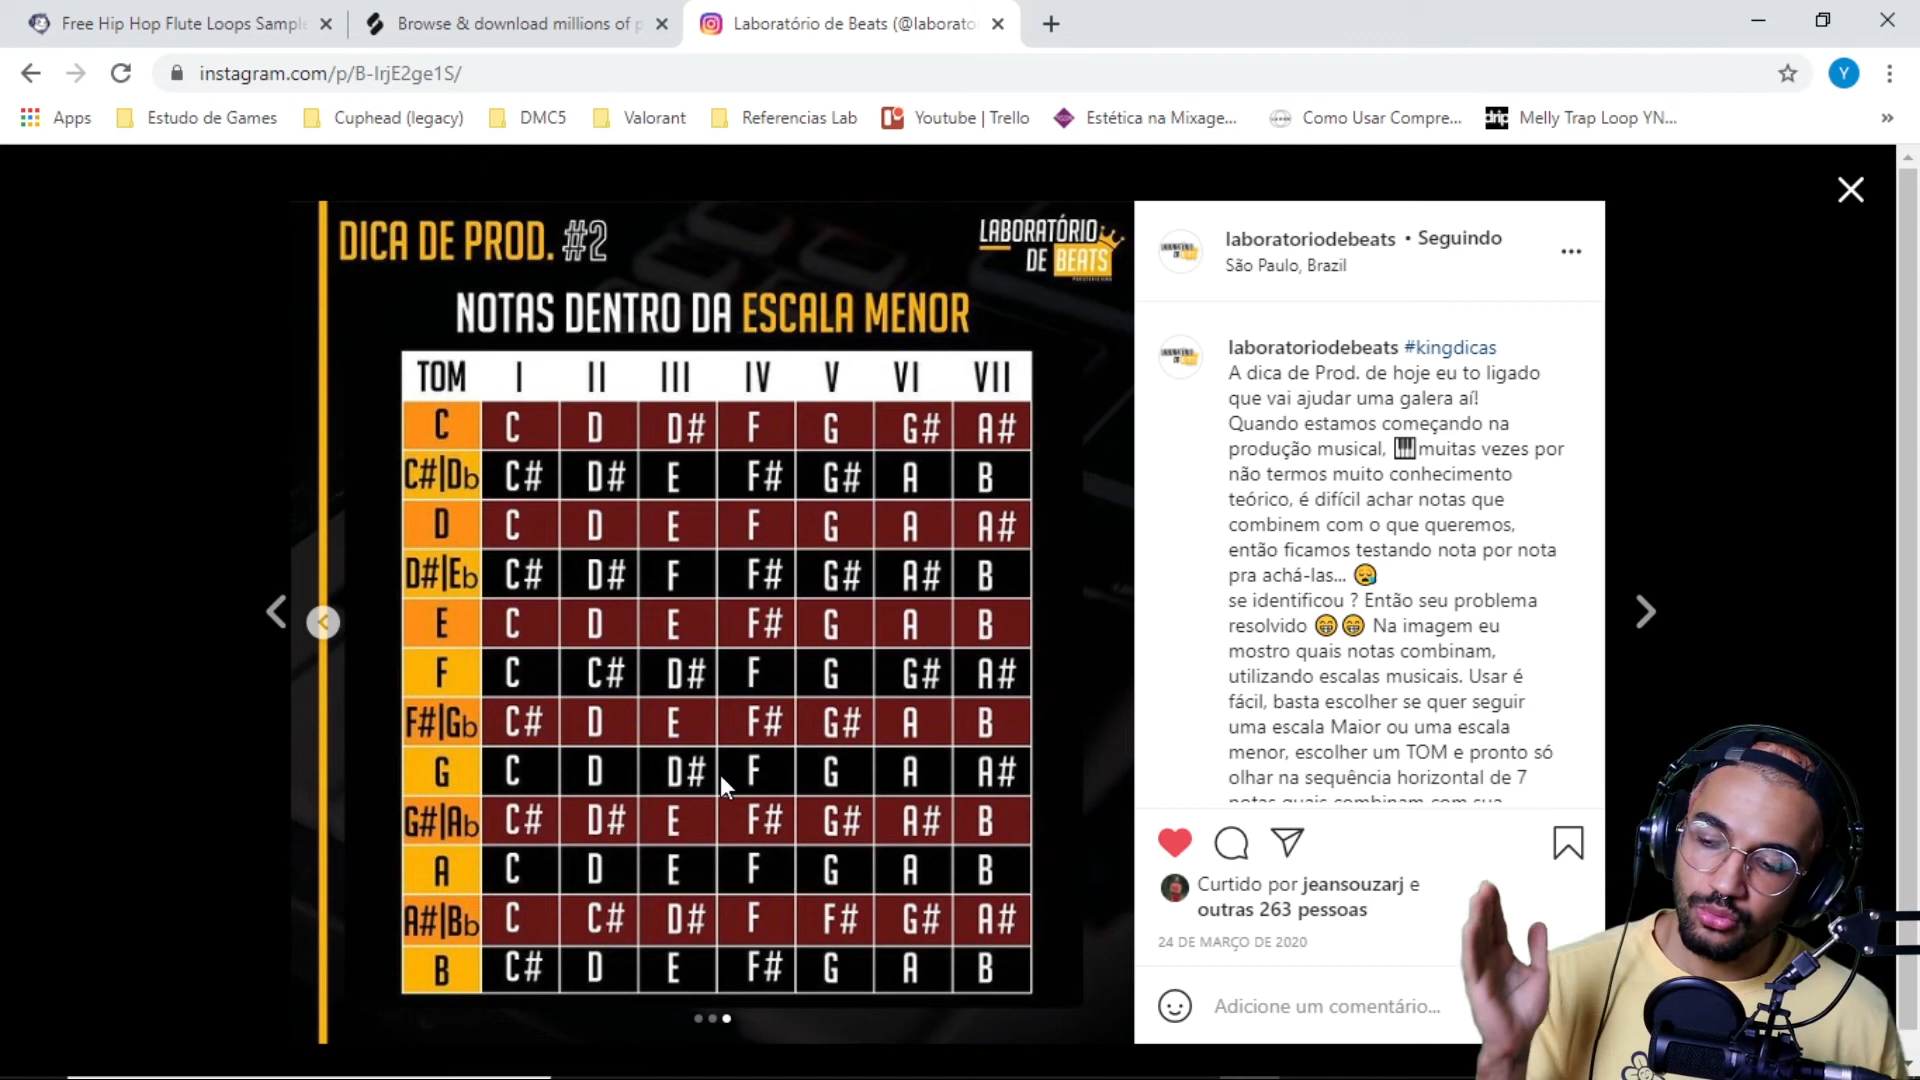 Free Hip Hop Flute Loops Sample
Browse & download millions of p
Laboratório de Beats (@laborato
instagram.com/p/B-IrjE2ge1S/
Y
Apps
Estudo de Games
Cuphead (legacy)
DMC5
Valorant
Referencias Lab
Youtube | Trello
Estética na Mixage...
Como Usar Compre...
drip
Melly Trap Loop YN...
»
DICA DE PROD. #2
LABORATÓRIO
DE BEATS
NOTAS DENTRO DA ESCALA MENOR
TOM I II III IV V VI VII
C C D D# F G G# A#
C#|Db C# D# E F# G# A B
D C D E F G A A#
D#|Eb C# D# F F# G# A# B
E C D E F# G A B
F C C# D# F G G# A#
F#|Gb C# D E F# G# A B
G C D D# F G A A#
G#|Ab C# D# E F# G# A# B
A C D E F G A B
A#|Bb C C# D# F F# G# A#
B C# D E F# G A B
laboratoriodebeats • Seguindo
São Paulo, Brazil
laboratoriodebeats #kingdicas
A dica de Prod. de hoje eu to ligado
que vai ajudar uma galera aí!
Quando estamos começando na
produção musical, 🎹muitas vezes por
não termos muito conhecimento
teórico, é difícil achar notas que
combinem com o que queremos,
então ficamos testando nota por nota
pra achá-las... 😪
se identificou ? Então seu problema
resolvido 😁😁 Na imagem eu
mostro quais notas combinam,
utilizando escalas musicais. Usar é
fácil, basta escolher se quer seguir
uma escala Maior ou uma escala
menor, escolher um TOM e pronto só
olhar na sequência horizontal de 7
notas quais combinam com sua
Curtido por jeansouzarj e
outras 263 pessoas
24 DE MARÇO DE 2020
Adicione um comentário...